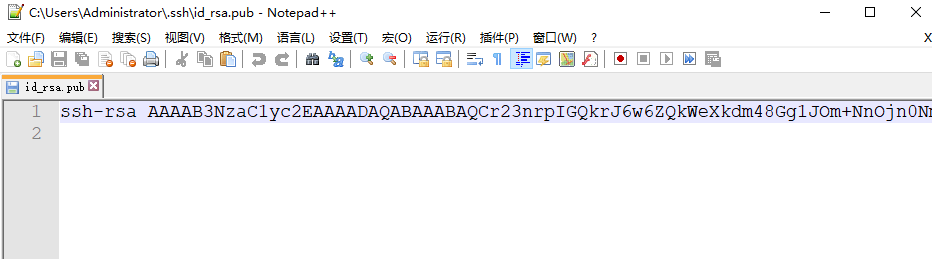 C:\Users\Administrator\.ssh\id_rsa.pub - Notepad++
文件(F) 编辑(E) 搜索(S) 视图(V) 格式(M) 语言(L) 设置(T) 宏(O) 运行(R) 插件(P) 窗口(W) ? X
id_rsa.pub
1 ssh-rsa AAAAB3NzaC1yc2EAAAADAQABAAABAQCr23nrpIGQkrJ6w6ZQkWeXkdm48Gg1JOm+NnOjn0Nm
2